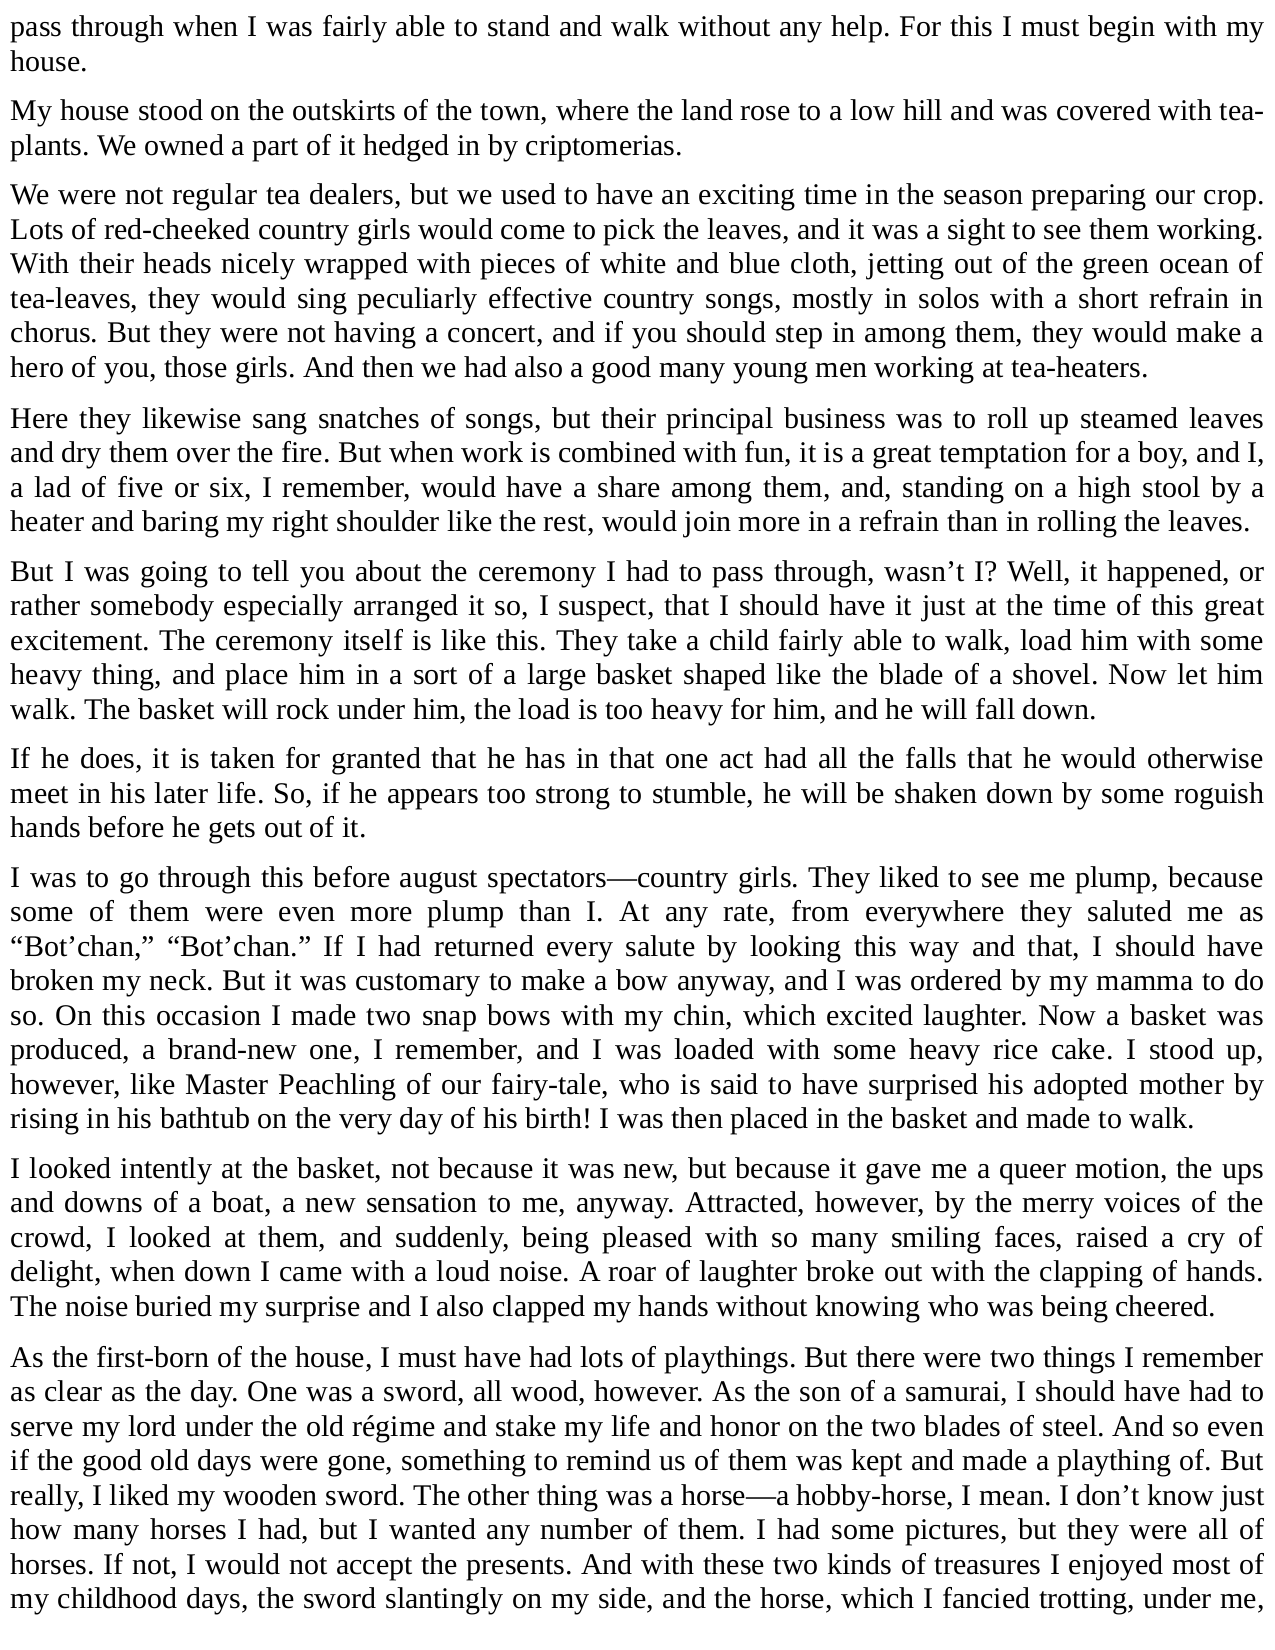 pass through when I was fairly able to stand and walk without any help. For this I must begin with my
house.
My house stood on the outskirts of the town, where the land rose to a low hill and was covered with tea-
plants. We owned a part of it hedged in by criptomerias.
We were not regular tea dealers, but we used to have an exciting time in the season preparing our crop.
Lots of red-cheeked country girls would come to pick the leaves, and it was a sight to see them working.
With their heads nicely wrapped with pieces of white and blue cloth, jetting out of the green ocean of
tea-leaves, they would sing peculiarly effective country songs, mostly in solos with a short refrain in
chorus. But they were not having a concert, and if you should step in among them, they would make a
hero of you, those girls. And then we had also a good many young men working at tea-heaters.
Here they likewise sang snatches of songs, but their principal business was to roll up steamed leaves
and dry them over the fire. But when work is combined with fun, it is a great temptation for a boy, and I,
a lad of five or six, I remember, would have a share among them, and, standing on a high stool by a
heater and baring my right shoulder like the rest, would join more in a refrain than in rolling the leaves.
But I was going to tell you about the ceremony I had to pass through, wasn’t I? Well, it happened, or
rather somebody especially arranged it so, I suspect, that I should have it just at the time of this great
excitement. The ceremony itself is like this. They take a child fairly able to walk, load him with some
heavy thing, and place him in a sort of a large basket shaped like the blade of a shovel. Now let him
walk. The basket will rock under him, the load is too heavy for him, and he will fall down.
If he does, it is taken for granted that he has in that one act had all the falls that he would otherwise
meet in his later life. So, if he appears too strong to stumble, he will be shaken down by some roguish
hands before he gets out of it.
I was to go through this before august spectators—country girls. They liked to see me plump, because
some of them were even more plump than I. At any rate, from everywhere they saluted me as
“Bot’chan,” “Bot’chan.” If I had returned every salute by looking this way and that, I should have
broken my neck. But it was customary to make a bow anyway, and I was ordered by my mamma to do
so. On this occasion I made two snap bows with my chin, which excited laughter. Now a basket was
produced, a brand-new one, I remember, and I was loaded with some heavy rice cake. I stood up,
however, like Master Peachling of our fairy-tale, who is said to have surprised his adopted mother by
rising in his bathtub on the very day of his birth! I was then placed in the basket and made to walk.
I looked intently at the basket, not because it was new, but because it gave me a queer motion, the ups
and downs of a boat, a new sensation to me, anyway. Attracted, however, by the merry voices of the
crowd, I looked at them, and suddenly, being pleased with so many smiling faces, raised a cry of
delight, when down I came with a loud noise. A roar of laughter broke out with the clapping of hands.
The noise buried my surprise and I also clapped my hands without knowing who was being cheered.
As the first-born of the house, I must have had lots of playthings. But there were two things I remember
as clear as the day. One was a sword, all wood, however. As the son of a samurai, I should have had to
serve my lord under the old régime and stake my life and honor on the two blades of steel. And so even
if the good old days were gone, something to remind us of them was kept and made a plaything of. But
really, I liked my wooden sword. The other thing was a horse—a hobby-horse, I mean. I don’t know just
how many horses I had, but I wanted any number of them. I had some pictures, but they were all of
horses. If not, I would not accept the presents. And with these two kinds of treasures I enjoyed most of
my childhood days, the sword slantingly on my side, and the horse, which I fancied trotting, under me,